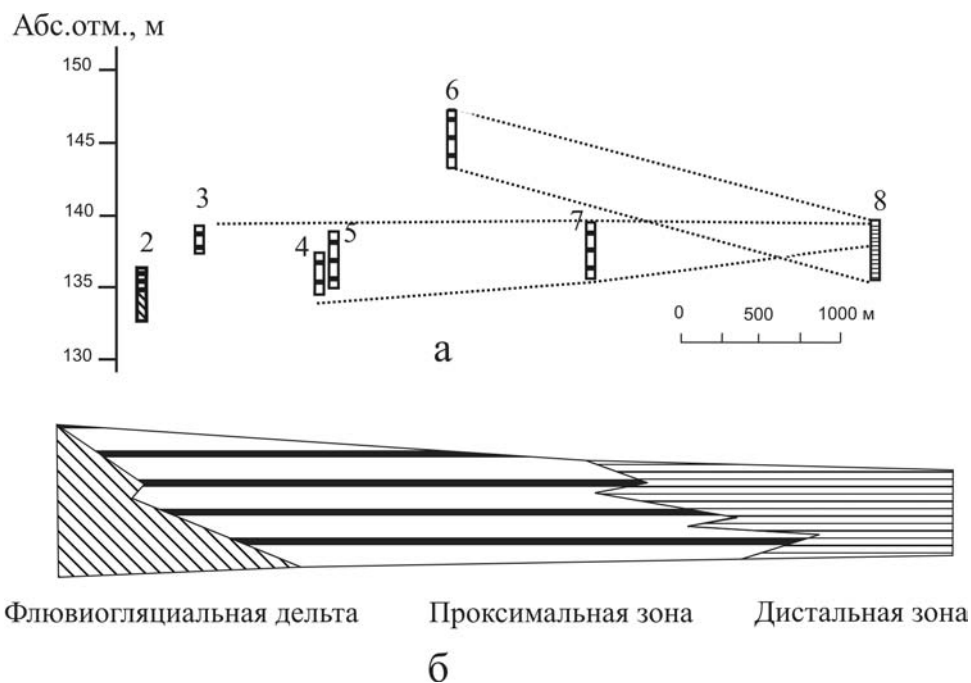 Абс.отм., м
150
6
145
8
3
140
7
2
4
5
135
0
500
1000 м
130
а
Флювиогляциальная дельта
Проксимальная зона
Дистальная зона
б